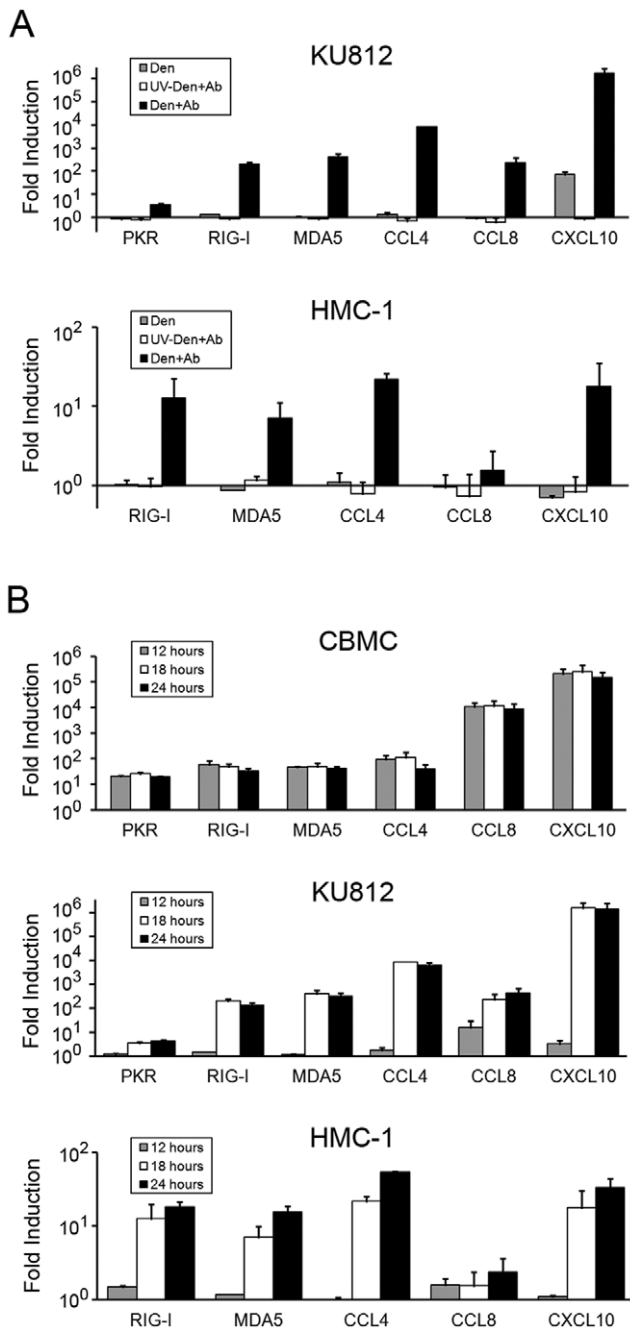 A
KU812
Den
UV-Den+Ab
Den+Ab
Fold Induction
10^6
10^5
10^4
10^3
10^2
10^1
10^0
PKR RIG-I MDA5 CCL4 CCL8 CXCL10
HMC-1
Den
UV-Den+Ab
Den+Ab
Fold Induction
10^2
10^1
10^0
RIG-I MDA5 CCL4 CCL8 CXCL10
B
CBMC
12 hours
18 hours
24 hours
Fold Induction
10^6
10^5
10^4
10^3
10^2
10^1
10^0
PKR RIG-I MDA5 CCL4 CCL8 CXCL10
KU812
12 hours
18 hours
24 hours
Fold Induction
10^6
10^5
10^4
10^3
10^2
10^1
10^0
PKR RIG-I MDA5 CCL4 CCL8 CXCL10
HMC-1
12 hours
18 hours
24 hours
Fold Induction
10^2
10^1
10^0
RIG-I MDA5 CCL4 CCL8 CXCL10